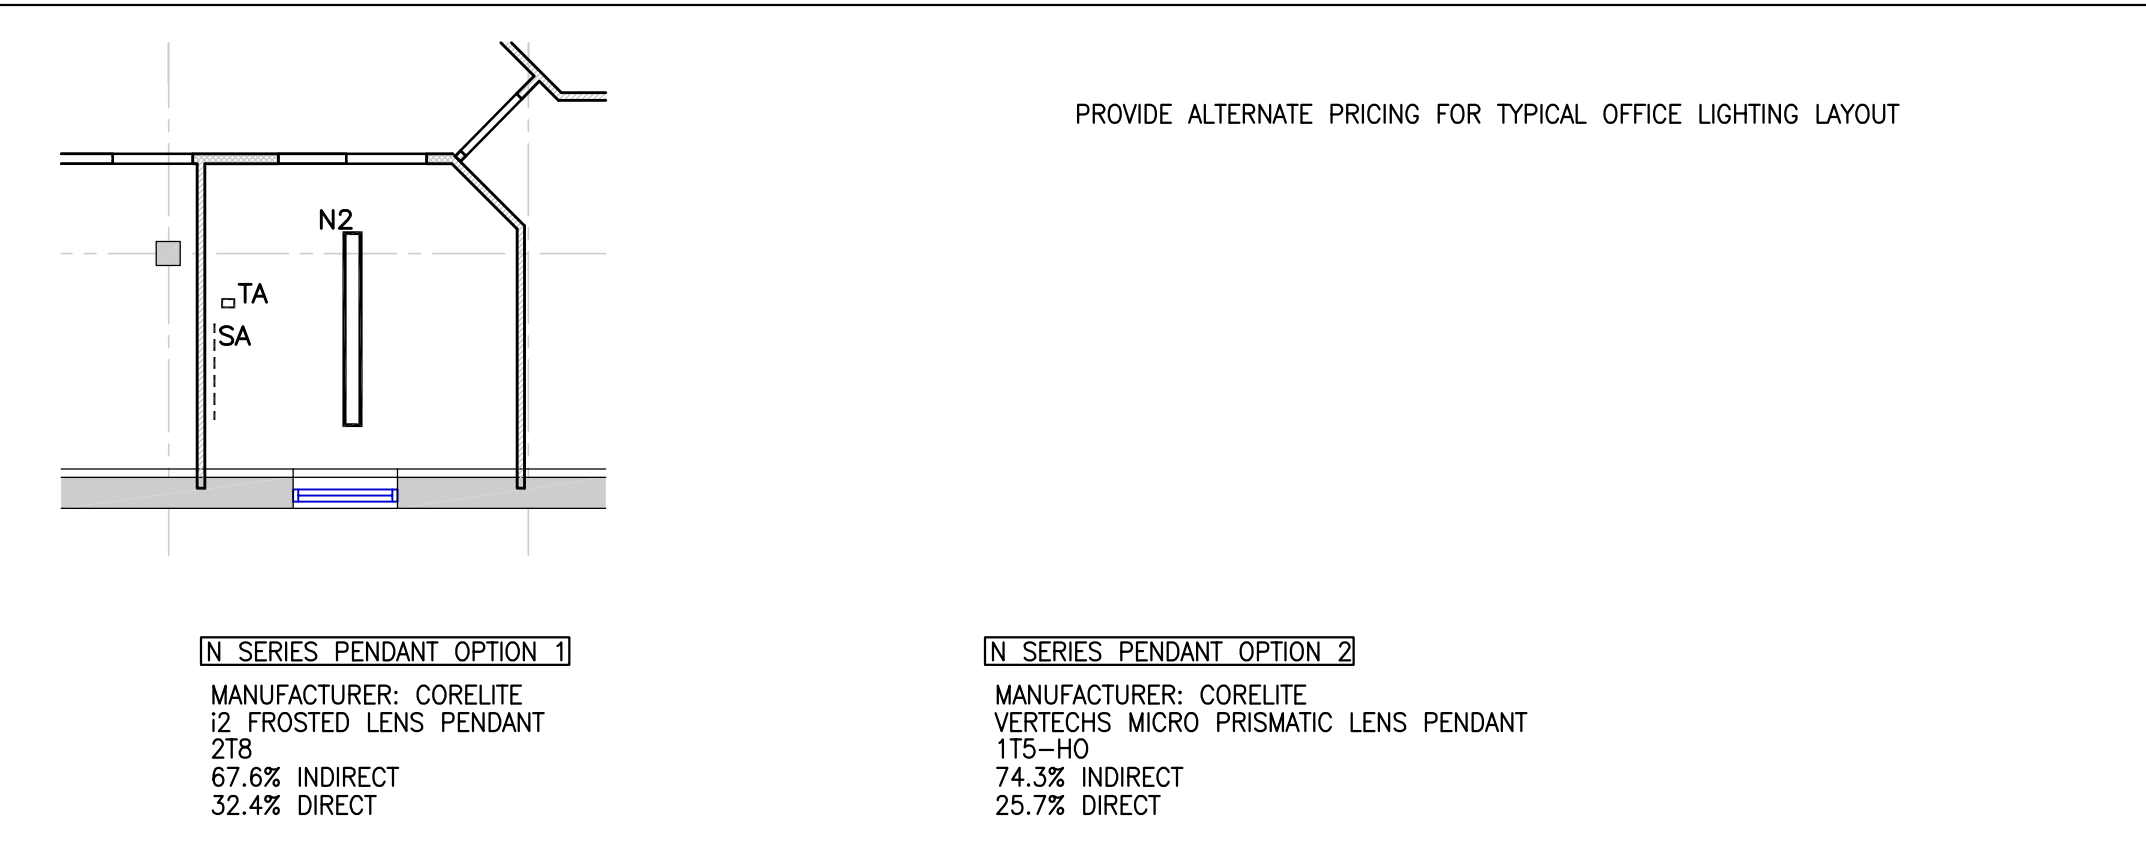 PROVIDE ALTERNATE PRICING FOR TYPICAL OFFICE LIGHTING LAYOUT
N2
TA
SA
N SERIES PENDANT OPTION 1
MANUFACTURER: CORELITE
i2 FROSTED LENS PENDANT
2T8
67.6% INDIRECT
32.4% DIRECT
N SERIES PENDANT OPTION 2
MANUFACTURER: CORELITE
VERTECHS MICRO PRISMATIC LENS PENDANT
1T5-HO
74.3% INDIRECT
25.7% DIRECT